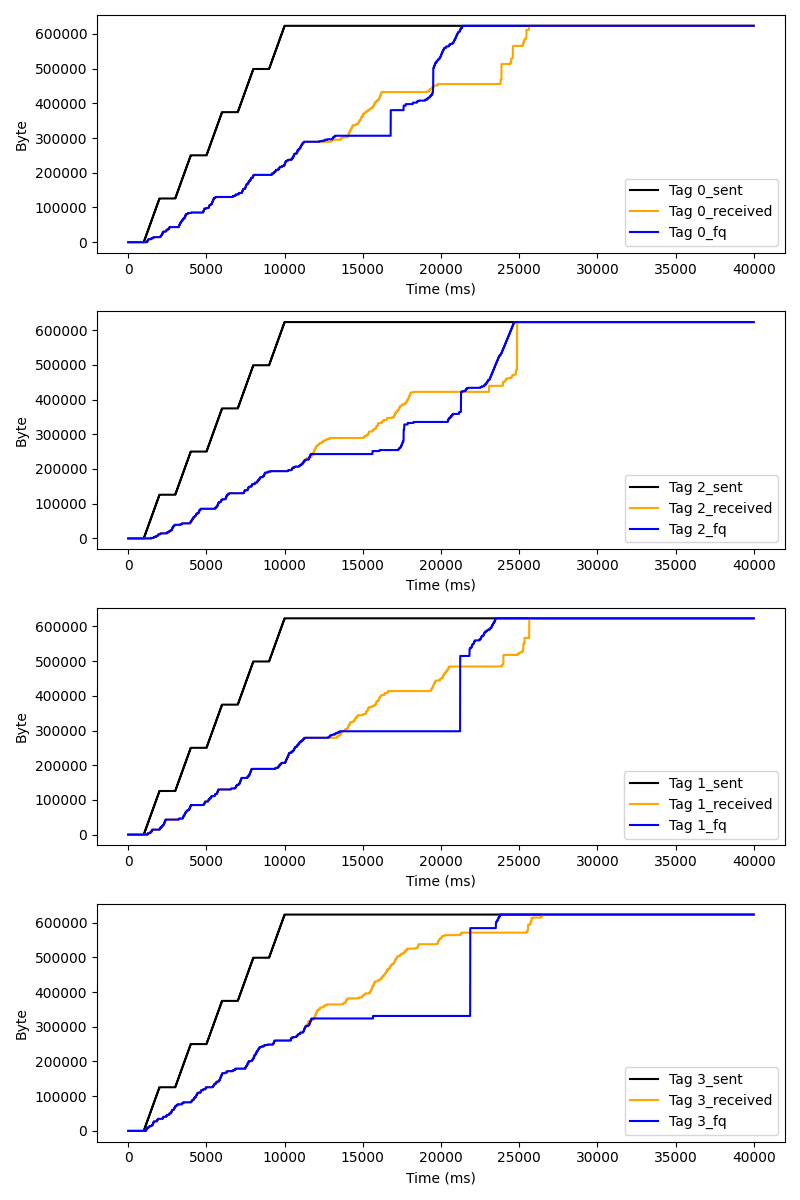 600000
500000
400000
300000
200000
100000
0
Byte
Tag 0_sent
Tag 0_received
Tag 0_fq
0 5000 10000 15000 20000 25000 30000 35000 40000
Time (ms)
600000
500000
400000
300000
200000
100000
0
Byte
Tag 2_sent
Tag 2_received
Tag 2_fq
0 5000 10000 15000 20000 25000 30000 35000 40000
Time (ms)
600000
500000
400000
300000
200000
100000
0
Byte
Tag 1_sent
Tag 1_received
Tag 1_fq
0 5000 10000 15000 20000 25000 30000 35000 40000
Time (ms)
600000
500000
400000
300000
200000
100000
0
Byte
Tag 3_sent
Tag 3_received
Tag 3_fq
0 5000 10000 15000 20000 25000 30000 35000 40000
Time (ms)